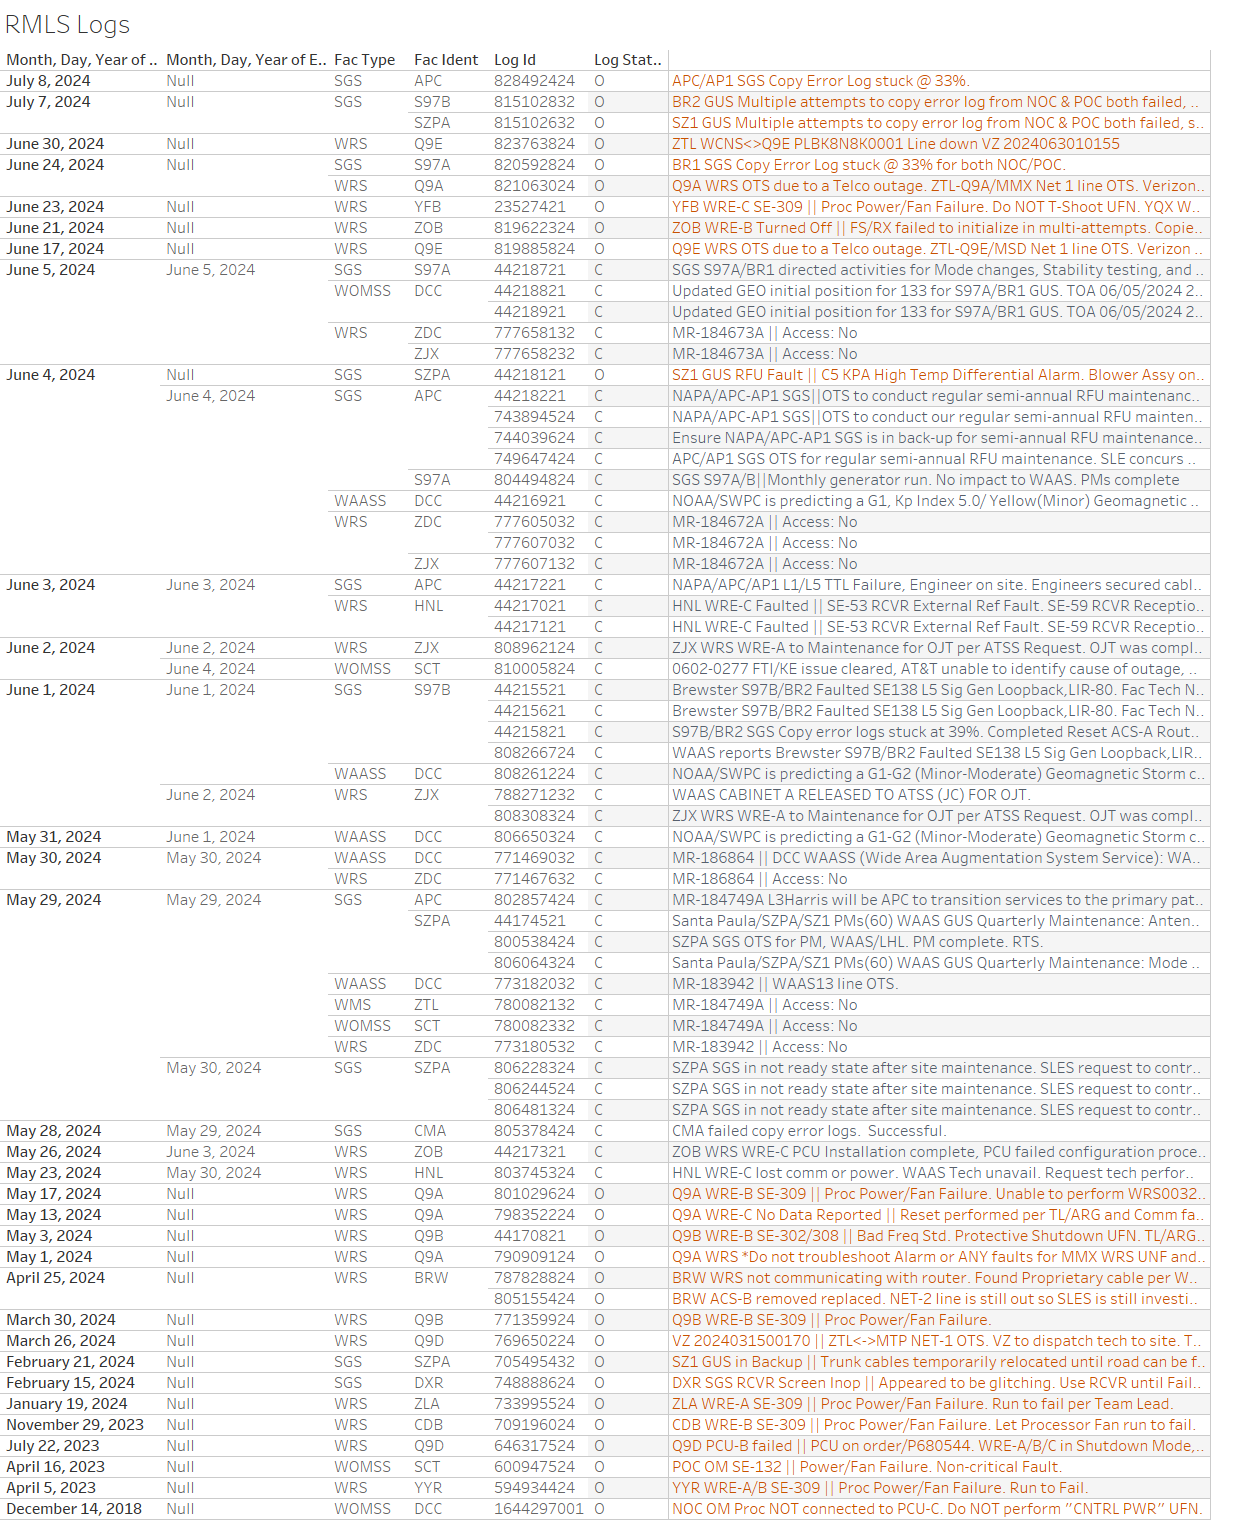 RMLS Logs
Month, Day, Year of .. Month, Day, Year of E.. Fac Type Fac Ident Log Id Log Stat..
July 8, 2024 Null SGS APC 828492424 O APC/AP1 SGS Copy Error Log stuck @ 33%.
July 7, 2024 Null SGS S97B 815102832 O BR2 GUS Multiple attempts to copy error log from NOC & POC both failed, ..
SZPA 815102632 O SZ1 GUS Multiple attempts to copy error log from NOC & POC both failed, s..
June 30, 2024 Null WRS Q9E 823763824 O ZTL WCNS<>Q9E PLBK8N8K0001 Line down VZ 2024063010155
June 24, 2024 Null SGS S97A 820592824 O BR1 SGS Copy Error Log stuck @ 33% for both NOC/POC.
WRS Q9A 821063024 O Q9A WRS OTS due to a Telco outage. ZTL-Q9A/MMX Net 1 line OTS. Verizon..
June 23, 2024 Null WRS YFB 23527421 O YFB WRE-C SE-309 || Proc Power/Fan Failure. Do NOT T-Shoot UFN. YQX W..
June 21, 2024 Null WRS ZOB 819622324 O ZOB WRE-B Turned Off || FS/RX failed to initialize in multi-attempts. Copie..
June 17, 2024 Null WRS Q9E 819885824 O Q9E WRS OTS due to a Telco outage. ZTL-Q9E/MSD Net 1 line OTS. Verizon ..
June 5, 2024 June 5, 2024 SGS S97A 44218721 C SGS S97A/BR1 directed activities for Mode changes, Stability testing, and ..
WOMSS DCC 44218821 C Updated GEO initial position for 133 for S97A/BR1 GUS. TOA 06/05/2024 2..
44218921 C Updated GEO initial position for 133 for S97A/BR1 GUS. TOA 06/05/2024 2..
WRS ZDC 777658132 C MR-184673A || Access: No
ZJX 777658232 C MR-184673A || Access: No
June 4, 2024 Null SGS SZPA 44218121 O SZ1 GUS RFU Fault || C5 KPA High Temp Differential Alarm. Blower Assy on..
June 4, 2024 SGS APC 44218221 C NAPA/APC-AP1 SGS||OTS to conduct regular semi-annual RFU maintenanc..
743894524 C NAPA/APC-AP1 SGS||OTS to conduct our regular semi-annual RFU mainten..
744039624 C Ensure NAPA/APC-AP1 SGS is in back-up for semi-annual RFU maintenance..
749647424 C APC/AP1 SGS OTS for regular semi-annual RFU maintenance. SLE concurs ..
S97A 804494824 C SGS S97A/B||Monthly generator run. No impact to WAAS. PMs complete
WAASS DCC 44216921 C NOAA/SWPC is predicting a G1, Kp Index 5.0/ Yellow(Minor) Geomagnetic ..
WRS ZDC 777605032 C MR-184672A || Access: No
777607032 C MR-184672A || Access: No
ZJX 777607132 C MR-184672A || Access: No
June 3, 2024 June 3, 2024 SGS APC 44217221 C NAPA/APC/AP1 L1/L5 TTL Failure, Engineer on site. Engineers secured cabl..
WRS HNL 44217021 C HNL WRE-C Faulted || SE-53 RCVR External Ref Fault. SE-59 RCVR Receptio..
44217121 C HNL WRE-C Faulted || SE-53 RCVR External Ref Fault. SE-59 RCVR Receptio..
June 2, 2024 June 2, 2024 WRS ZJX 808962124 C ZJX WRS WRE-A to Maintenance for OJT per ATSS Request. OJT was compl..
June 4, 2024 WOMSS SCT 810005824 C 0602-0277 FTI/KE issue cleared, AT&T unable to identify cause of outage, ..
June 1, 2024 June 1, 2024 SGS S97B 44215521 C Brewster S97B/BR2 Faulted SE138 L5 Sig Gen Loopback,LIR-80. Fac Tech N..
44215621 C Brewster S97B/BR2 Faulted SE138 L5 Sig Gen Loopback,LIR-80. Fac Tech N..
44215821 C S97B/BR2 SGS Copy error logs stuck at 39%. Completed Reset ACS-A Rout..
808266724 C WAAS reports Brewster S97B/BR2 Faulted SE138 L5 Sig Gen Loopback,LIR..
WAASS DCC 808261224 C NOAA/SWPC is predicting a G1-G2 (Minor-Moderate) Geomagnetic Storm c..
June 2, 2024 WRS ZJX 788271232 C WAAS CABINET A RELEASED TO ATSS (JC) FOR OJT.
808308324 C ZJX WRS WRE-A to Maintenance for OJT per ATSS Request. OJT was compl..
May 31, 2024 June 1, 2024 WAASS DCC 806650324 C NOAA/SWPC is predicting a G1-G2 (Minor-Moderate) Geomagnetic Storm c..
May 30, 2024 May 30, 2024 WAASS DCC 771469032 C MR-186864 || DCC WAASS (Wide Area Augmentation System Service): WA..
WRS ZDC 771467632 C MR-186864 || Access: No
May 29, 2024 May 29, 2024 SGS APC 802857424 C MR-184749A L3Harris will be APC to transition services to the primary pat..
SZPA 44174521 C Santa Paula/SZPA/SZ1 PMs(60) WAAS GUS Quarterly Maintenance: Anten..
800538424 C SZPA SGS OTS for PM, WAAS/LHL. PM complete. RTS.
806064324 C Santa Paula/SZPA/SZ1 PMs(60) WAAS GUS Quarterly Maintenance: Mode ..
WAASS DCC 773182032 C MR-183942 || WAAS13 line OTS.
WMS ZTL 780082132 C MR-184749A || Access: No
WOMSS SCT 780082332 C MR-184749A || Access: No
WRS ZDC 773180532 C MR-183942 || Access: No
May 30, 2024 SGS SZPA 806228324 C SZPA SGS in not ready state after site maintenance. SLES request to contr..
806244524 C SZPA SGS in not ready state after site maintenance. SLES request to contr..
806481324 C SZPA SGS in not ready state after site maintenance. SLES request to contr..
May 28, 2024 May 29, 2024 SGS CMA 805378424 C CMA failed copy error logs. Successful.
May 26, 2024 June 3, 2024 WRS ZOB 44217321 C ZOB WRS WRE-C PCU Installation complete, PCU failed configuration proce..
May 23, 2024 May 30, 2024 WRS HNL 803745324 C HNL WRE-C lost comm or power. WAAS Tech unavail. Request tech perfor..
May 17, 2024 Null WRS Q9A 801029624 O Q9A WRE-B SE-309 || Proc Power/Fan Failure. Unable to perform WRS0032..
May 13, 2024 Null WRS Q9A 798352224 O Q9A WRE-C No Data Reported || Reset performed per TL/ARG and Comm fa..
May 3, 2024 Null WRS Q9B 44170821 O Q9B WRE-B SE-302/308 || Bad Freq Std. Protective Shutdown UFN. TL/ARG..
May 1, 2024 Null WRS Q9A 790909124 O Q9A WRS *Do not troubleshoot Alarm or ANY faults for MMX WRS UNF and..
April 25, 2024 Null WRS BRW 787828824 O BRW WRS not communicating with router. Found Proprietary cable per W..
805155424 O BRW ACS-B removed replaced. NET-2 line is still out so SLES is still investi..
March 30, 2024 Null WRS Q9B 771359924 O Q9B WRE-B SE-309 || Proc Power/Fan Failure.
March 26, 2024 Null WRS Q9D 769650224 O VZ 2024031500170 || ZTL<->MTP NET-1 OTS. VZ to dispatch tech to site. T..
February 21, 2024 Null SGS SZPA 705495432 O SZ1 GUS in Backup || Trunk cables temporarily relocated until road can be f..
February 15, 2024 Null SGS DXR 748888624 O DXR SGS RCVR Screen Inop || Appeared to be glitching. Use RCVR until Fail..
January 19, 2024 Null WRS ZLA 733995524 O ZLA WRE-A SE-309 || Proc Power/Fan Failure. Run to fail per Team Lead.
November 29, 2023 Null WRS CDB 709196024 O CDB WRE-B SE-309 || Proc Power/Fan Failure. Let Processor Fan run to fail.
July 22, 2023 Null WRS Q9D 646317524 O Q9D PCU-B failed || PCU on order/P680544. WRE-A/B/C in Shutdown Mode,..
April 16, 2023 Null WOMSS SCT 600947524 O POC OM SE-132 || Power/Fan Failure. Non-critical Fault.
April 5, 2023 Null WRS YYR 594934424 O YYR WRE-A/B SE-309 || Proc Power/Fan Failure. Run to Fail.
December 14, 2018 Null WOMSS DCC 1644297001 O NOC OM Proc NOT connected to PCU-C. Do NOT perform "CNTRL PWR" UFN.